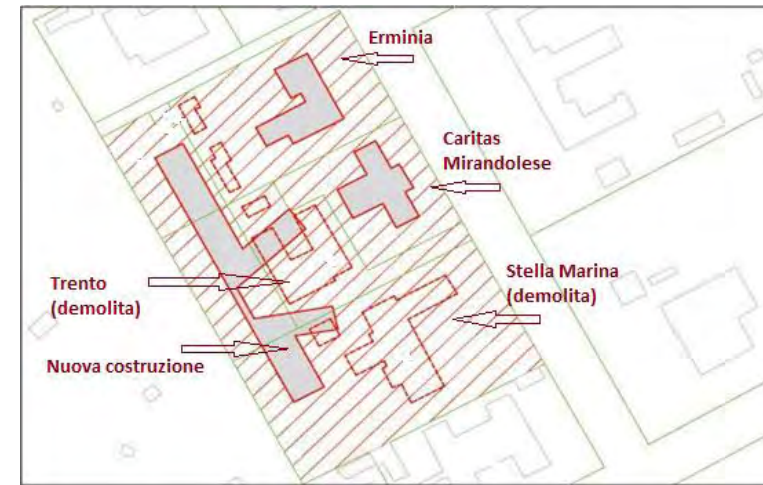 Erminia
Caritas
Mirandolese
Trento
(demolita)
Stella Marina
(demolita)
Nuova costruzione